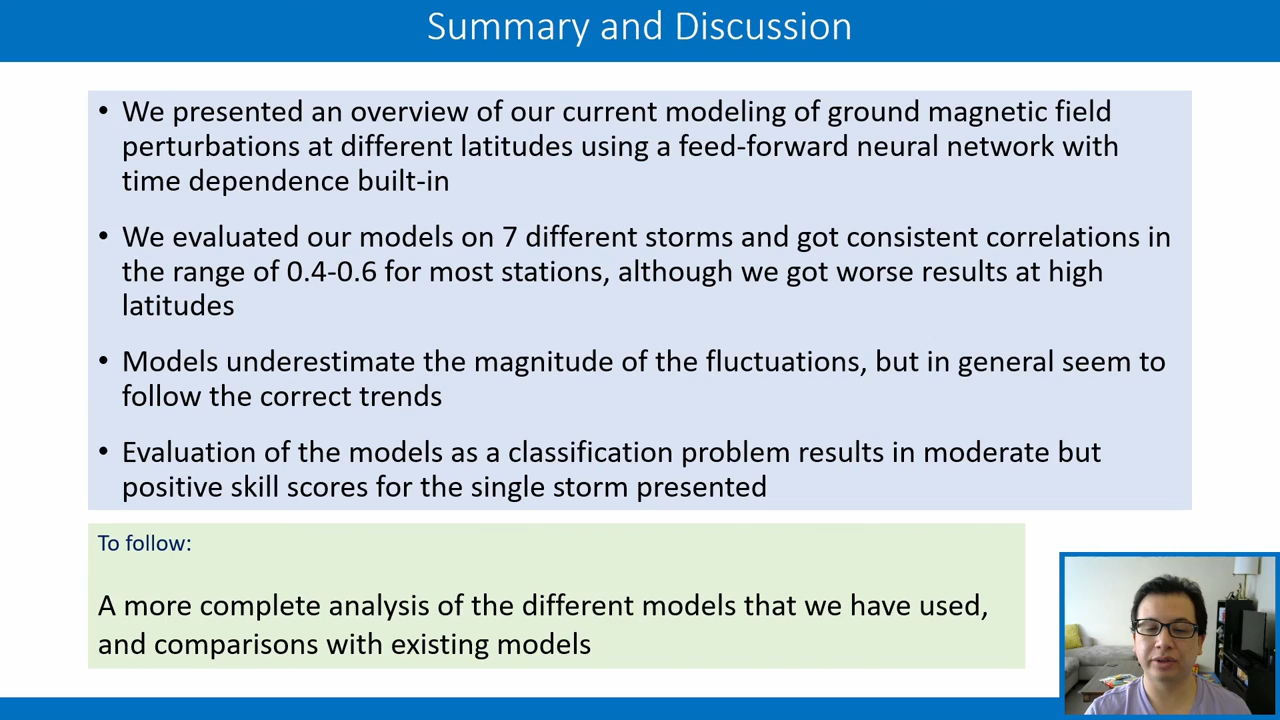 Summary and Discussion
• We presented an overview of our current modeling of ground magnetic field
perturbations at different latitudes using a feed-forward neural network with
time dependence built-in
• We evaluated our models on 7 different storms and got consistent correlations in
the range of 0.4-0.6 for most stations, although we got worse results at high
latitudes
• Models underestimate the magnitude of the fluctuations, but in general seem to
follow the correct trends
• Evaluation of the models as a classification problem results in moderate but
positive skill scores for the single storm presented
To follow:
A more complete analysis of the different models that we have used,
and comparisons with existing models